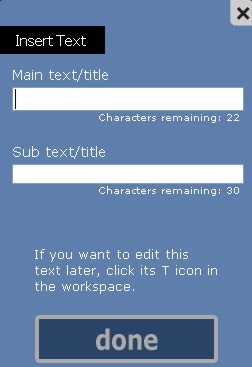 Insert Text
Main text/title
Characters remaining: 22
Sub text/title
Characters remaining: 30
If you want to edit this
text later, click its T icon in
the workspace.
done